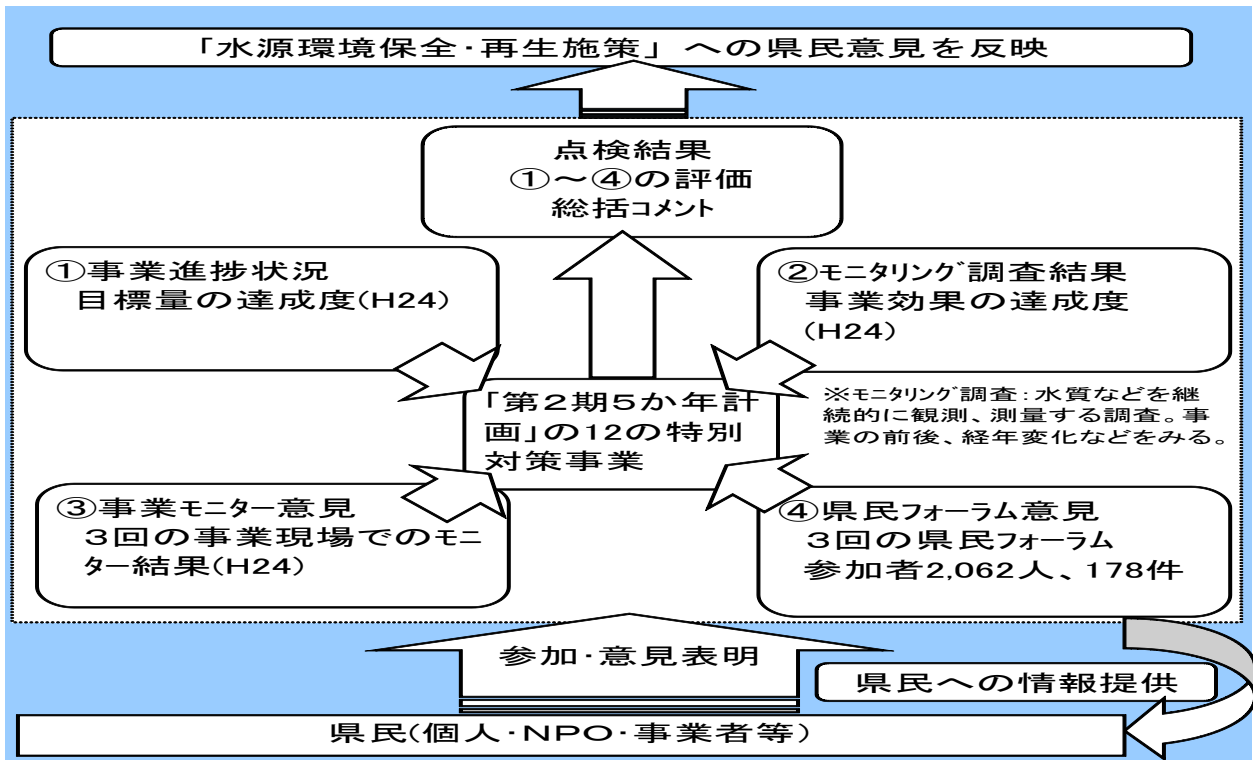 「水源環境保全・再生施策」への県民意見を反映
点検結果
①～④の評価
総括コメント
①事業進捗状況
目標量の達成度(H24)
②モニタリング調査結果
事業効果の達成度
(H24)
「第２期５か年計
画」の12の特別
対策事業
※モニタリング調査：水質などを継
続的に観測、測量する調査。事
業の前後、経年変化などをみる。
③事業モニター意見
３回の事業現場でのモニ
ター結果(H24)
④県民フォーラム意見
３回の県民フォーラム
参加者2,062人、178件
参加・意見表明
県民への情報提供
県民(個人・NPO・事業者等)